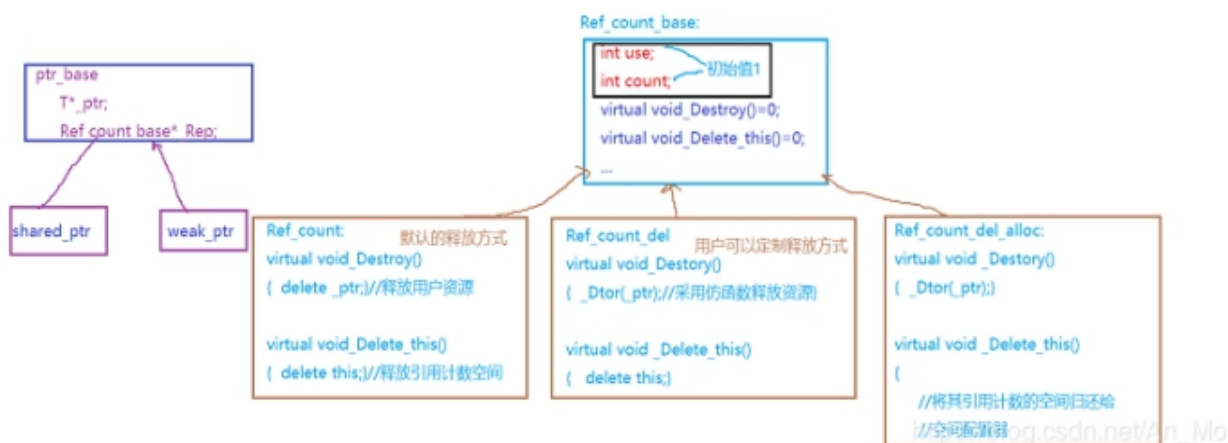 Ref_count_base:
int use;
int count;
初始值1
virtual void_Destroy()=0;
virtual void_Delete_this()=0;
...
ptr_base
T*_ptr;
Ref count base* Rep;
shared_ptr
weak_ptr
Ref_count:
默认的释放方式
virtual void_Destroy()
{ delete _ptr;}//释放用户资源
virtual void_Delete_this()
{ delete this;}//释放引用计数空间
Ref_count_del
用户可以定制释放方式
virtual void_Destory()
{ _Dtor(_ptr);//采用仿函数释放资源}
virtual void _Delete_this()
{ delete this;}
Ref_count_del_alloc:
virtual void _Destory()
{ _Dtor(_ptr);}
virtual void _Delete_this()
{
//将其引用计数的空间归还给
//空间配置器
https://blog.csdn.net/An_Mo